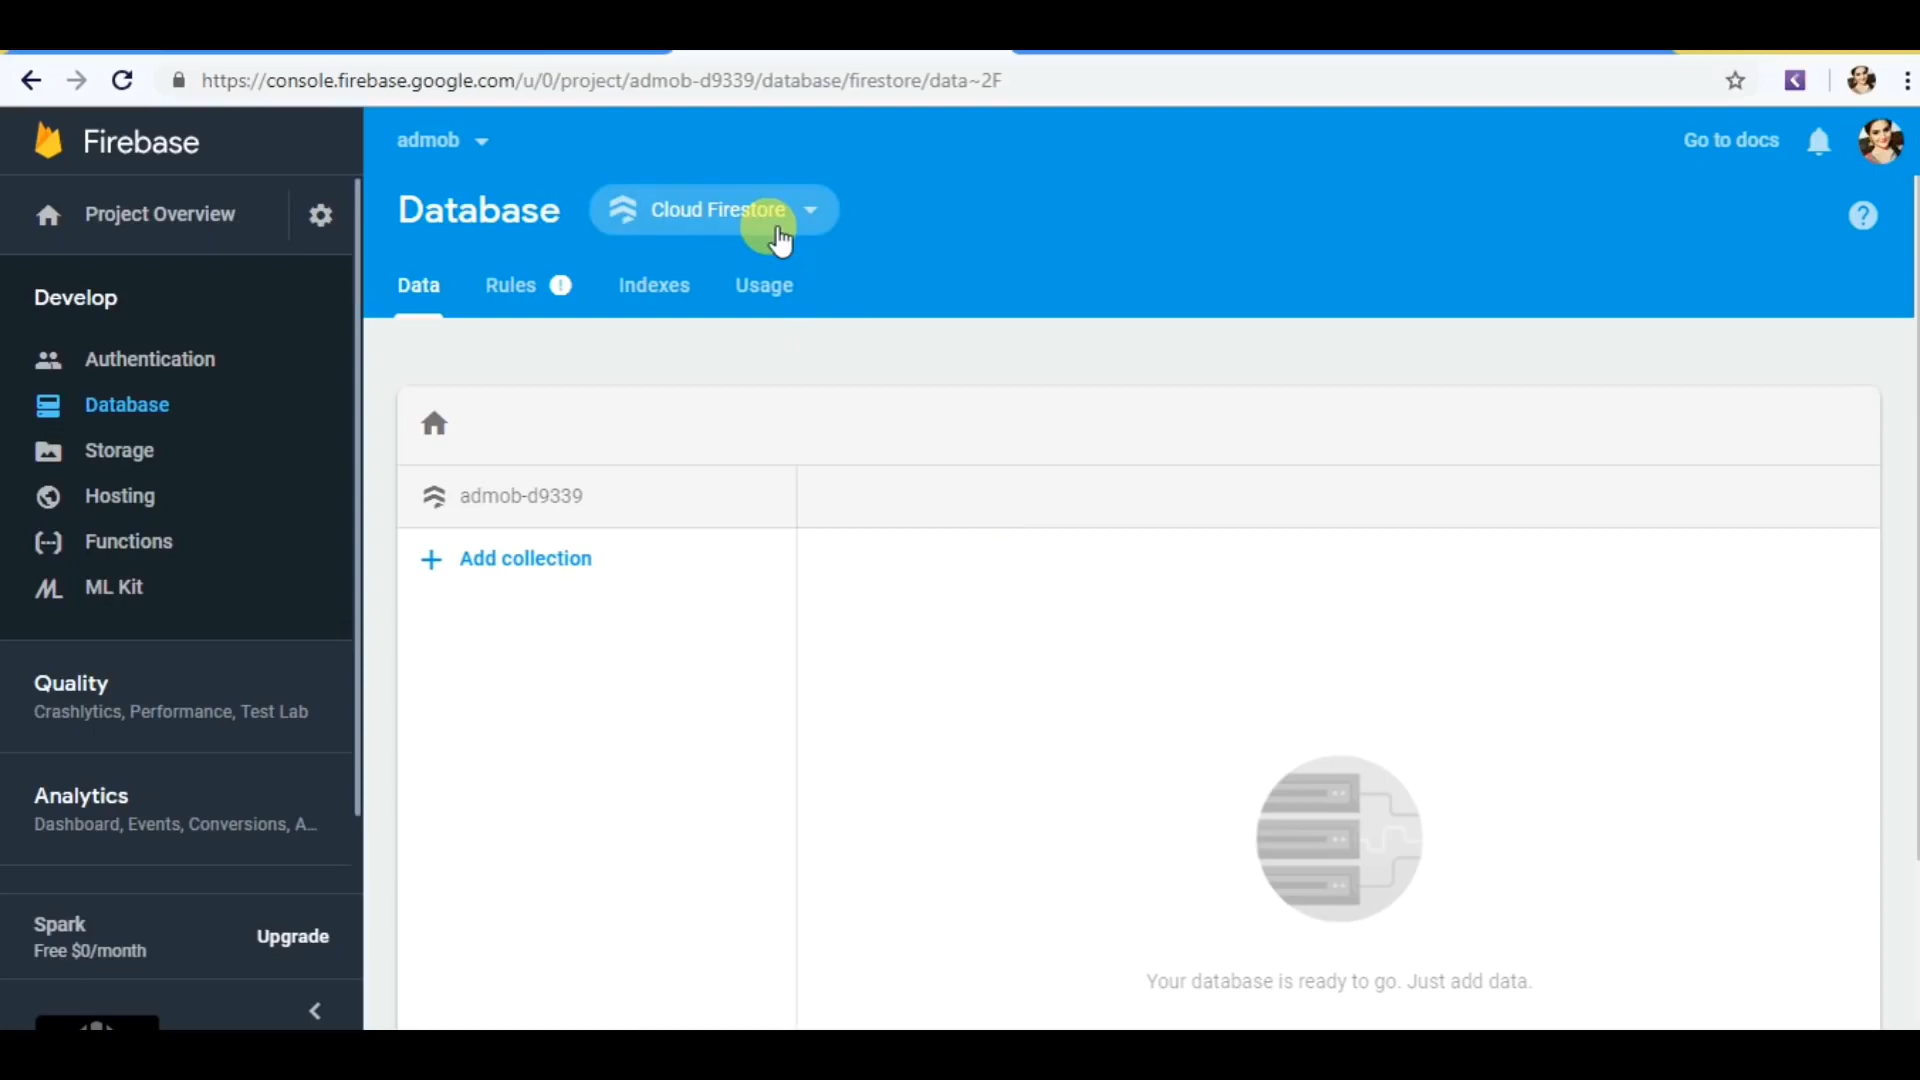 https://console.firebase.google.com/u/0/project/admob-d9339/database/firestore/data~2F
Firebase
admob
Go to docs
Project Overview
Database
Cloud Firestore
?
Data
Rules !
Indexes
Usage
Develop
Authentication
Database
Storage
Hosting
Functions
ML Kit
admob-d9339
+ Add collection
Quality
Crashlytics, Performance, Test Lab
Analytics
Dashboard, Events, Conversions, A...
Spark
Free $0/month
Upgrade
Your database is ready to go. Just add data.